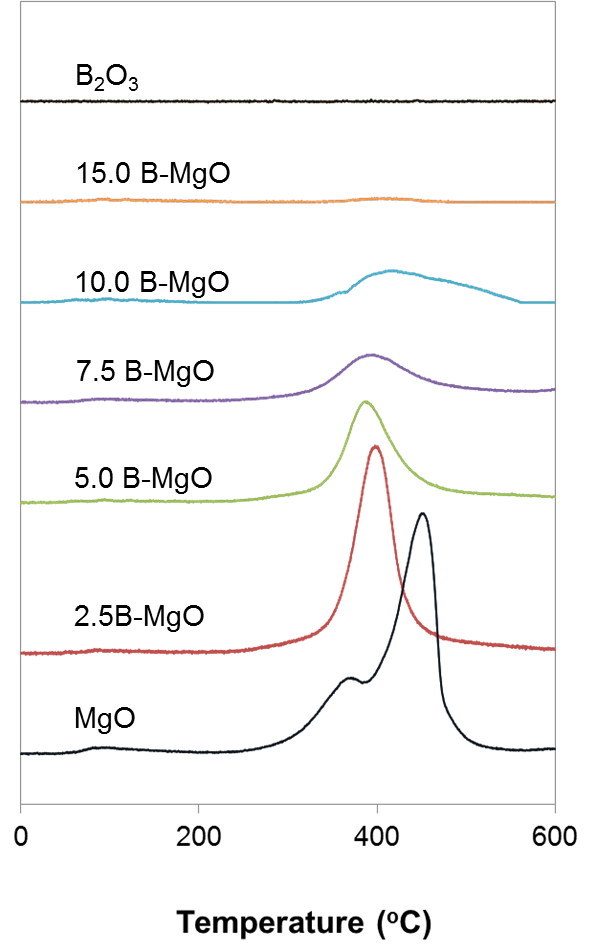 B₂O₃
15.0 B-MgO
10.0 B-MgO
7.5 B-MgO
5.0 B-MgO
2.5B-MgO
MgO
0 200 400 600
Temperature (ºC)